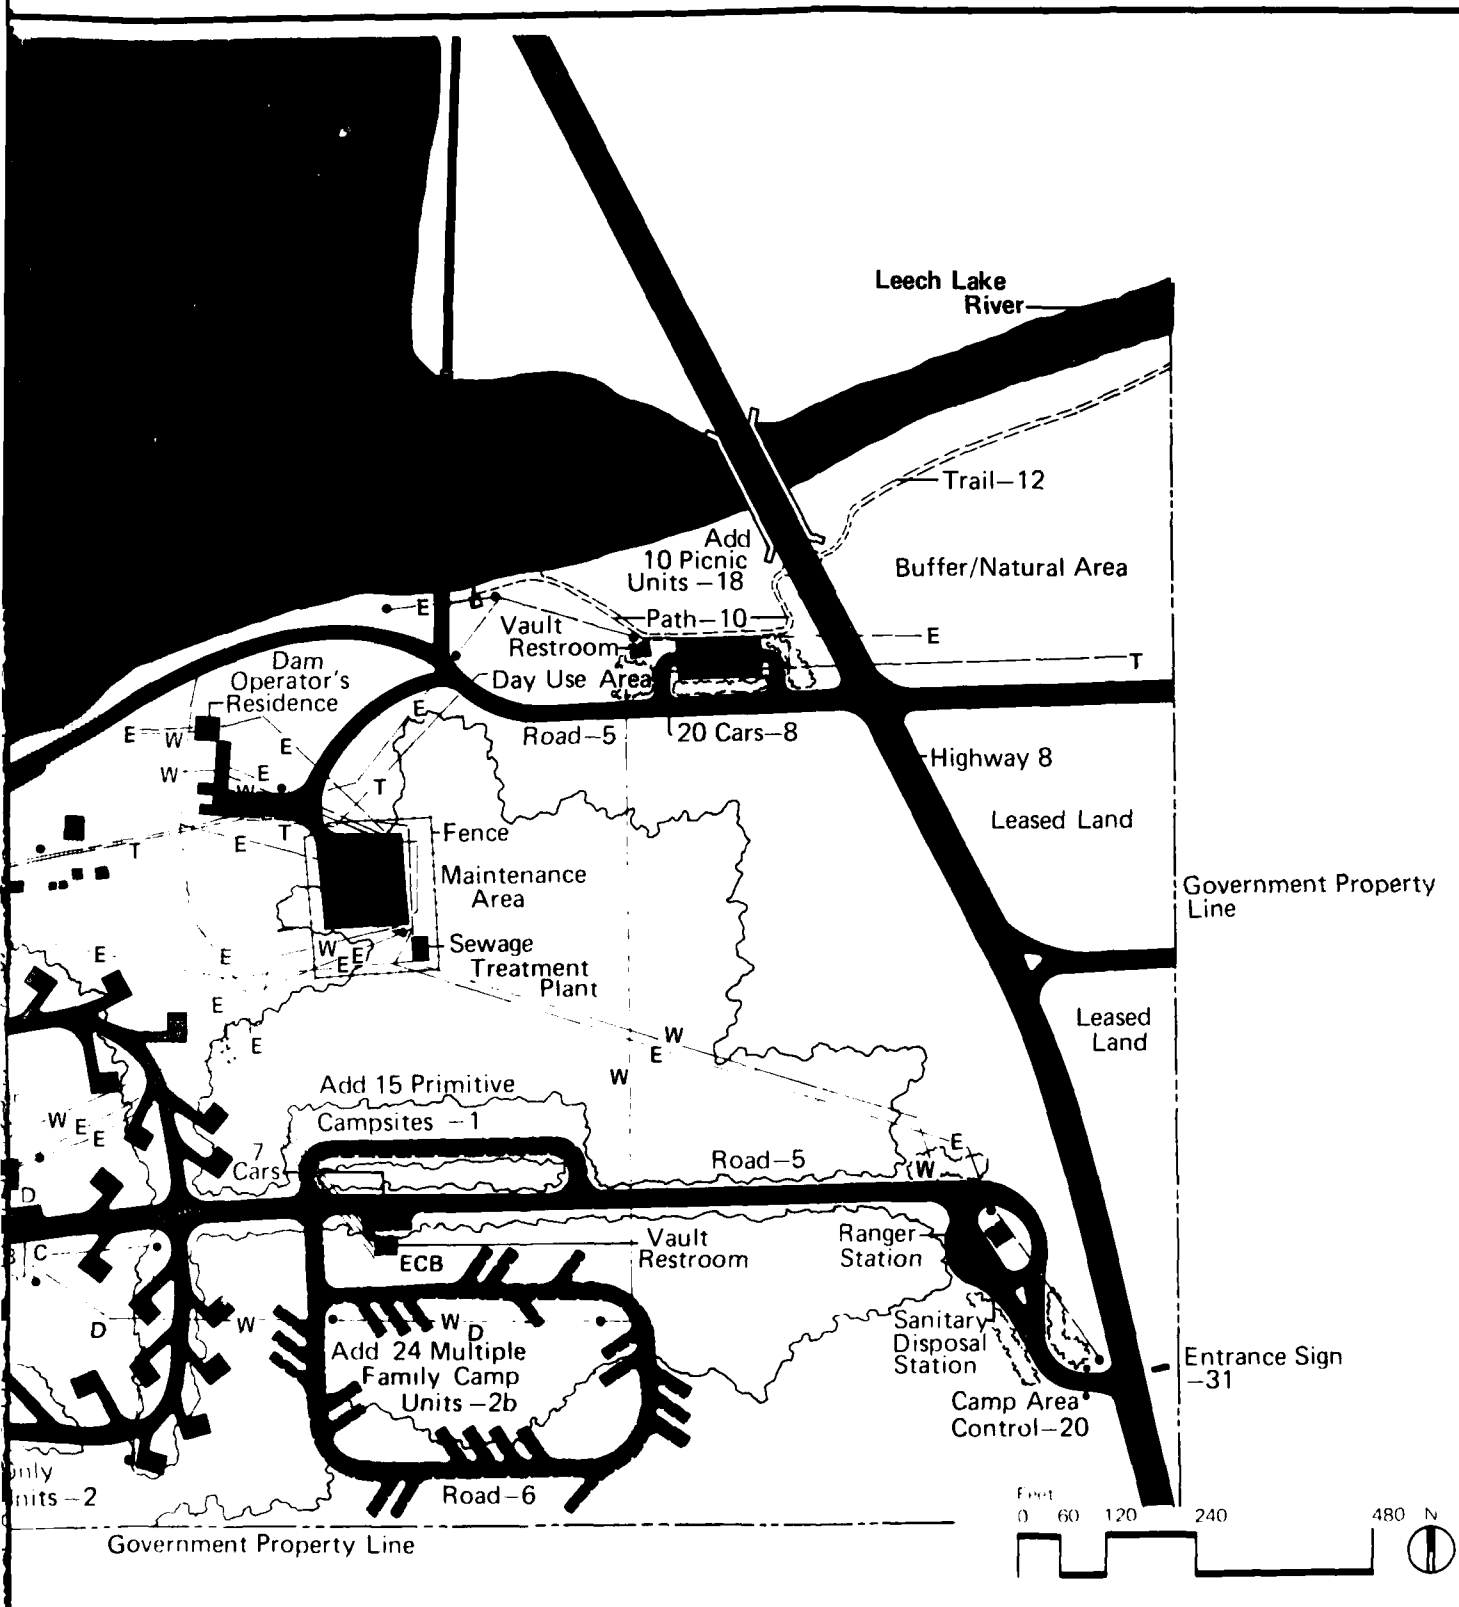 Leech Lake
River
Trail–12
Add
10 Picnic
Units –18
Buffer/Natural Area
Path–10
E
E
Vault
Restroom
T
Dam
Operator's
Residence
Day Use Area
E
Road–5
20 Cars–8
E
W
E
Highway 8
W
E
W
T
T
Fence
Leased Land
E
T
Maintenance
Area
Government Property
Line
W
E
E
Sewage
Treatment
Plant
E
E
E
Leased
Land
W
E
E
W
Add 15 Primitive
Campsites –1
W
E
E
7
Cars
Road–5
E
W
D
C
Vault
Restroom
ECB
Ranger
Station
D
W
W
D
Add 24 Multiple
Family Camp
Units –2b
Sanitary
Disposal
Station
Entrance Sign
–31
Camp Area
Control–20
Road–6
–2
Feet
0 60 120 240 480 N
Government Property Line